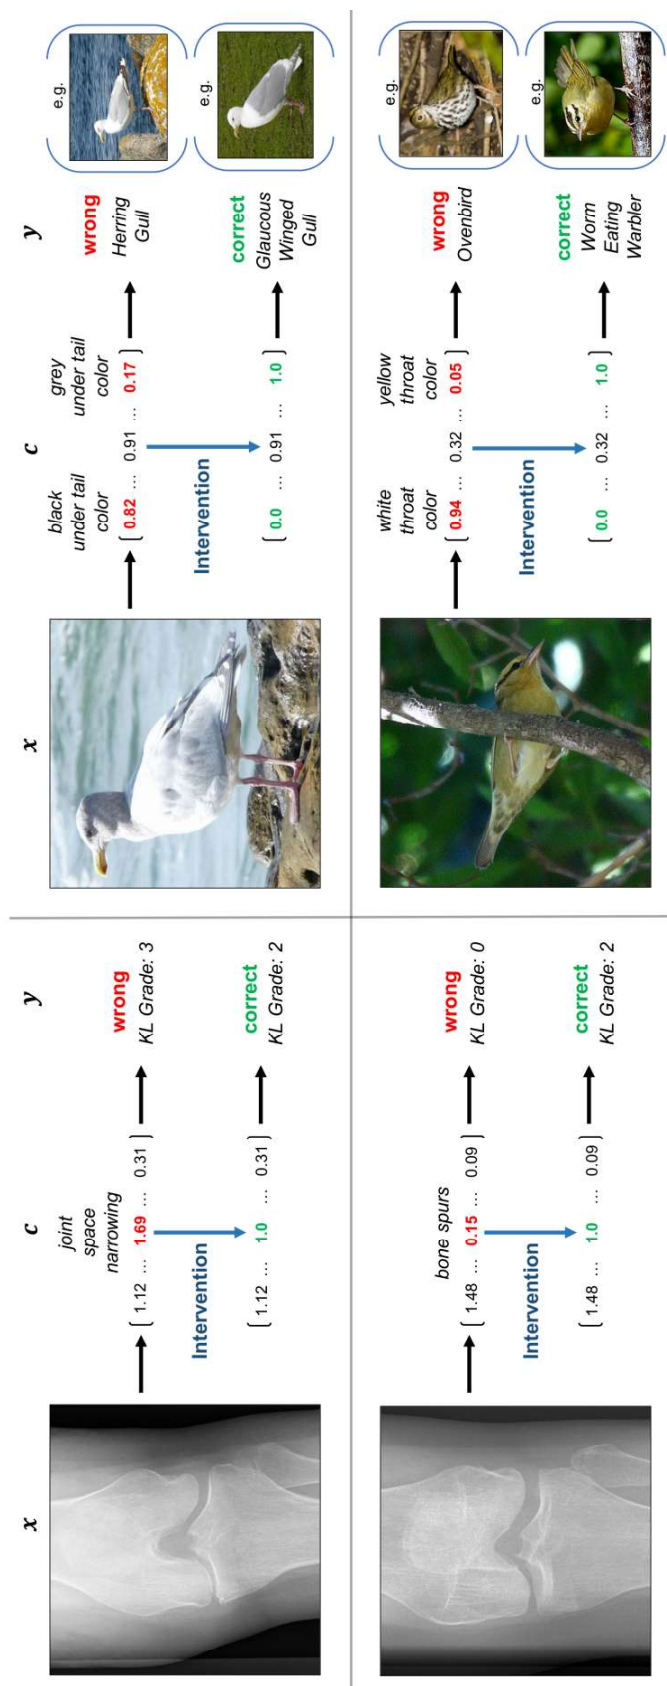 x
c
y
joint
space
narrowing
[ 1.12 ... 1.69 ... 0.31 ]
wrong
KL Grade: 3
Intervention
[ 1.12 ... 1.0 ... 0.31 ]
correct
KL Grade: 2
bone spurs
[ 1.48 ... 0.15 ... 0.09 ]
wrong
KL Grade: 0
Intervention
[ 1.48 ... 1.0 ... 0.09 ]
correct
KL Grade: 2
x
c
y
black
under tail
color
grey
under tail
color
[ 0.82 ... 0.91 ... 0.17 ]
wrong
Herring
Gull
e.g.
Intervention
[ 0.0 ... 0.91 ... 1.0 ]
correct
Glaucous
Winged
Gull
e.g.
white
throat
color
yellow
throat
color
[ 0.94 ... 0.32 ... 0.05 ]
wrong
Ovenbird
e.g.
Intervention
[ 0.0 ... 0.32 ... 1.0 ]
correct
Worm
Eating
Warbler
e.g.